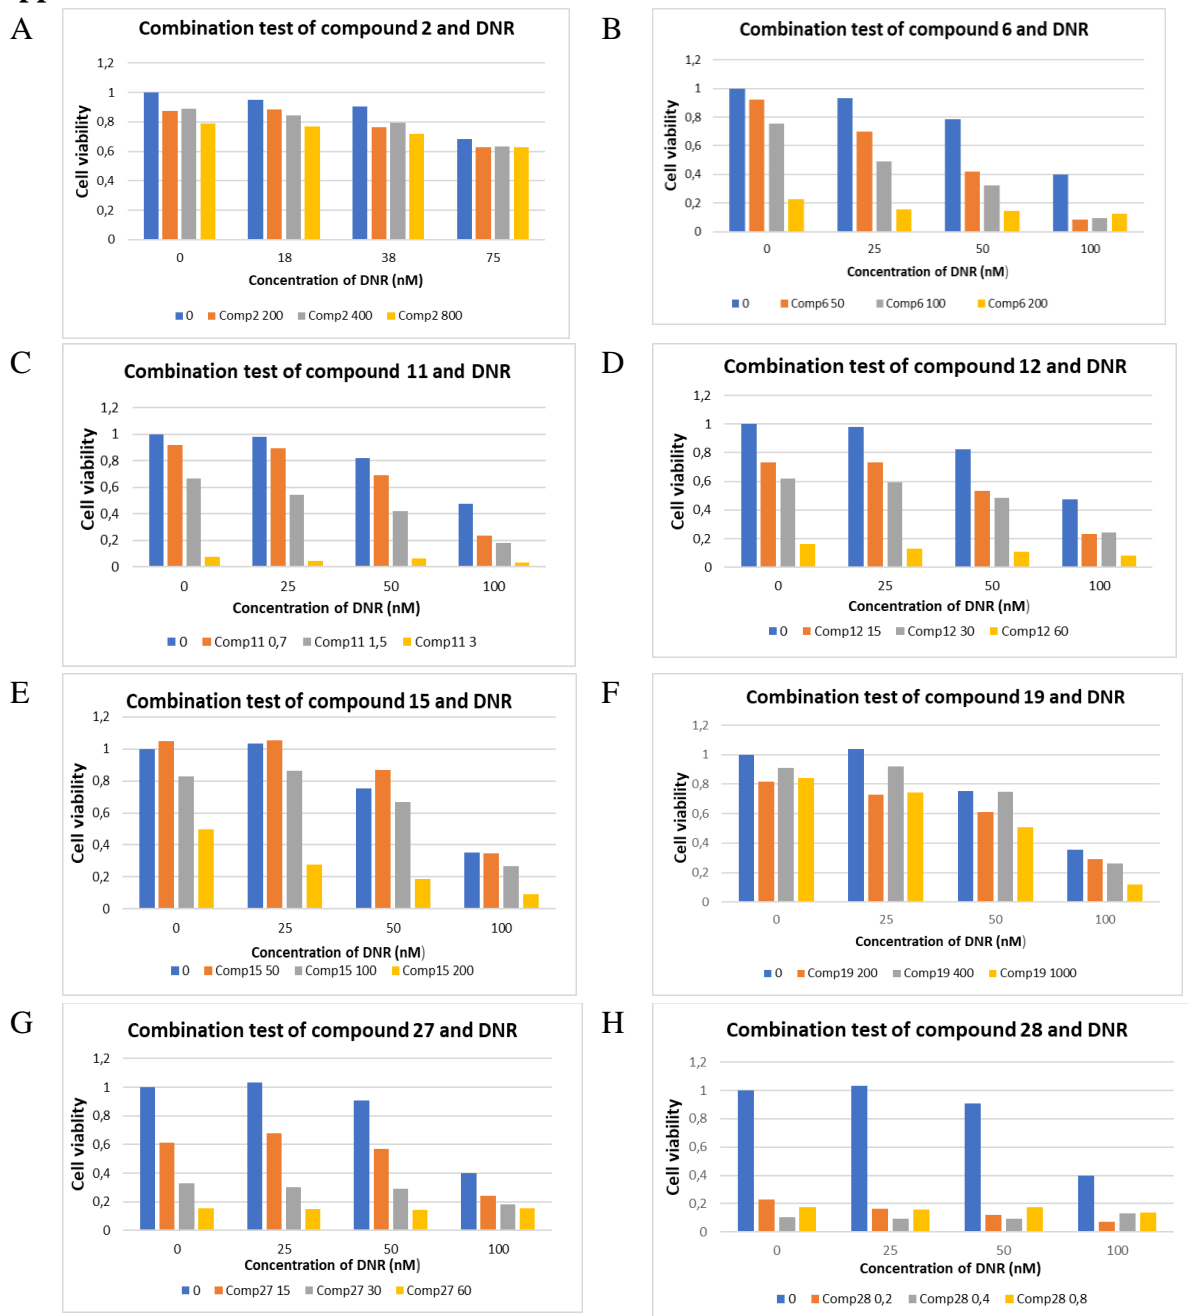 A
Combination test of compound 2 and DNR
1,2
1
0,8
0,6
0,4
0,2
0
Cell viability
0 18 38 75
Concentration of DNR (nM)
0 Comp2 200 Comp2 400 Comp2 800
B
Combination test of compound 6 and DNR
1,2
1
0,8
0,6
0,4
0,2
0
Cell viability
0 25 50 100
Concentration of DNR (nM)
0 Comp6 50 Comp6 100 Comp6 200
C
Combination test of compound 11 and DNR
1,2
1
0,8
0,6
0,4
0,2
0
Cell viability
0 25 50 100
Concentration of DNR (nM)
0 Comp11 0,7 Comp11 1,5 Comp11 3
D
Combination test of compound 12 and DNR
1,2
1
0,8
0,6
0,4
0,2
0
Cell viability
0 25 50 100
Concentration of DNR (nM)
0 Comp12 15 Comp12 30 Comp12 60
E
Combination test of compound 15 and DNR
1,2
1
0,8
0,6
0,4
0,2
0
Cell viability
0 25 50 100
Concentration of DNR (nM)
0 Comp15 50 Comp15 100 Comp15 200
F
Combination test of compound 19 and DNR
1,2
1
0,8
0,6
0,4
0,2
0
Cell viability
0 25 50 100
Concentration of DNR (nM)
0 Comp19 200 Comp19 400 Comp19 1000
G
Combination test of compound 27 and DNR
1,2
1
0,8
0,6
0,4
0,2
0
Cell viablity
0 25 50 100
Concentration of DNR (nM)
0 Comp27 15 Comp27 30 Comp27 60
H
Combination test of compound 28 and DNR
1,2
1
0,8
0,6
0,4
0,2
0
Cell viability
0 25 50 100
Concentration of DNR (nM)
0 Comp28 0,2 Comp28 0,4 Comp28 0,8